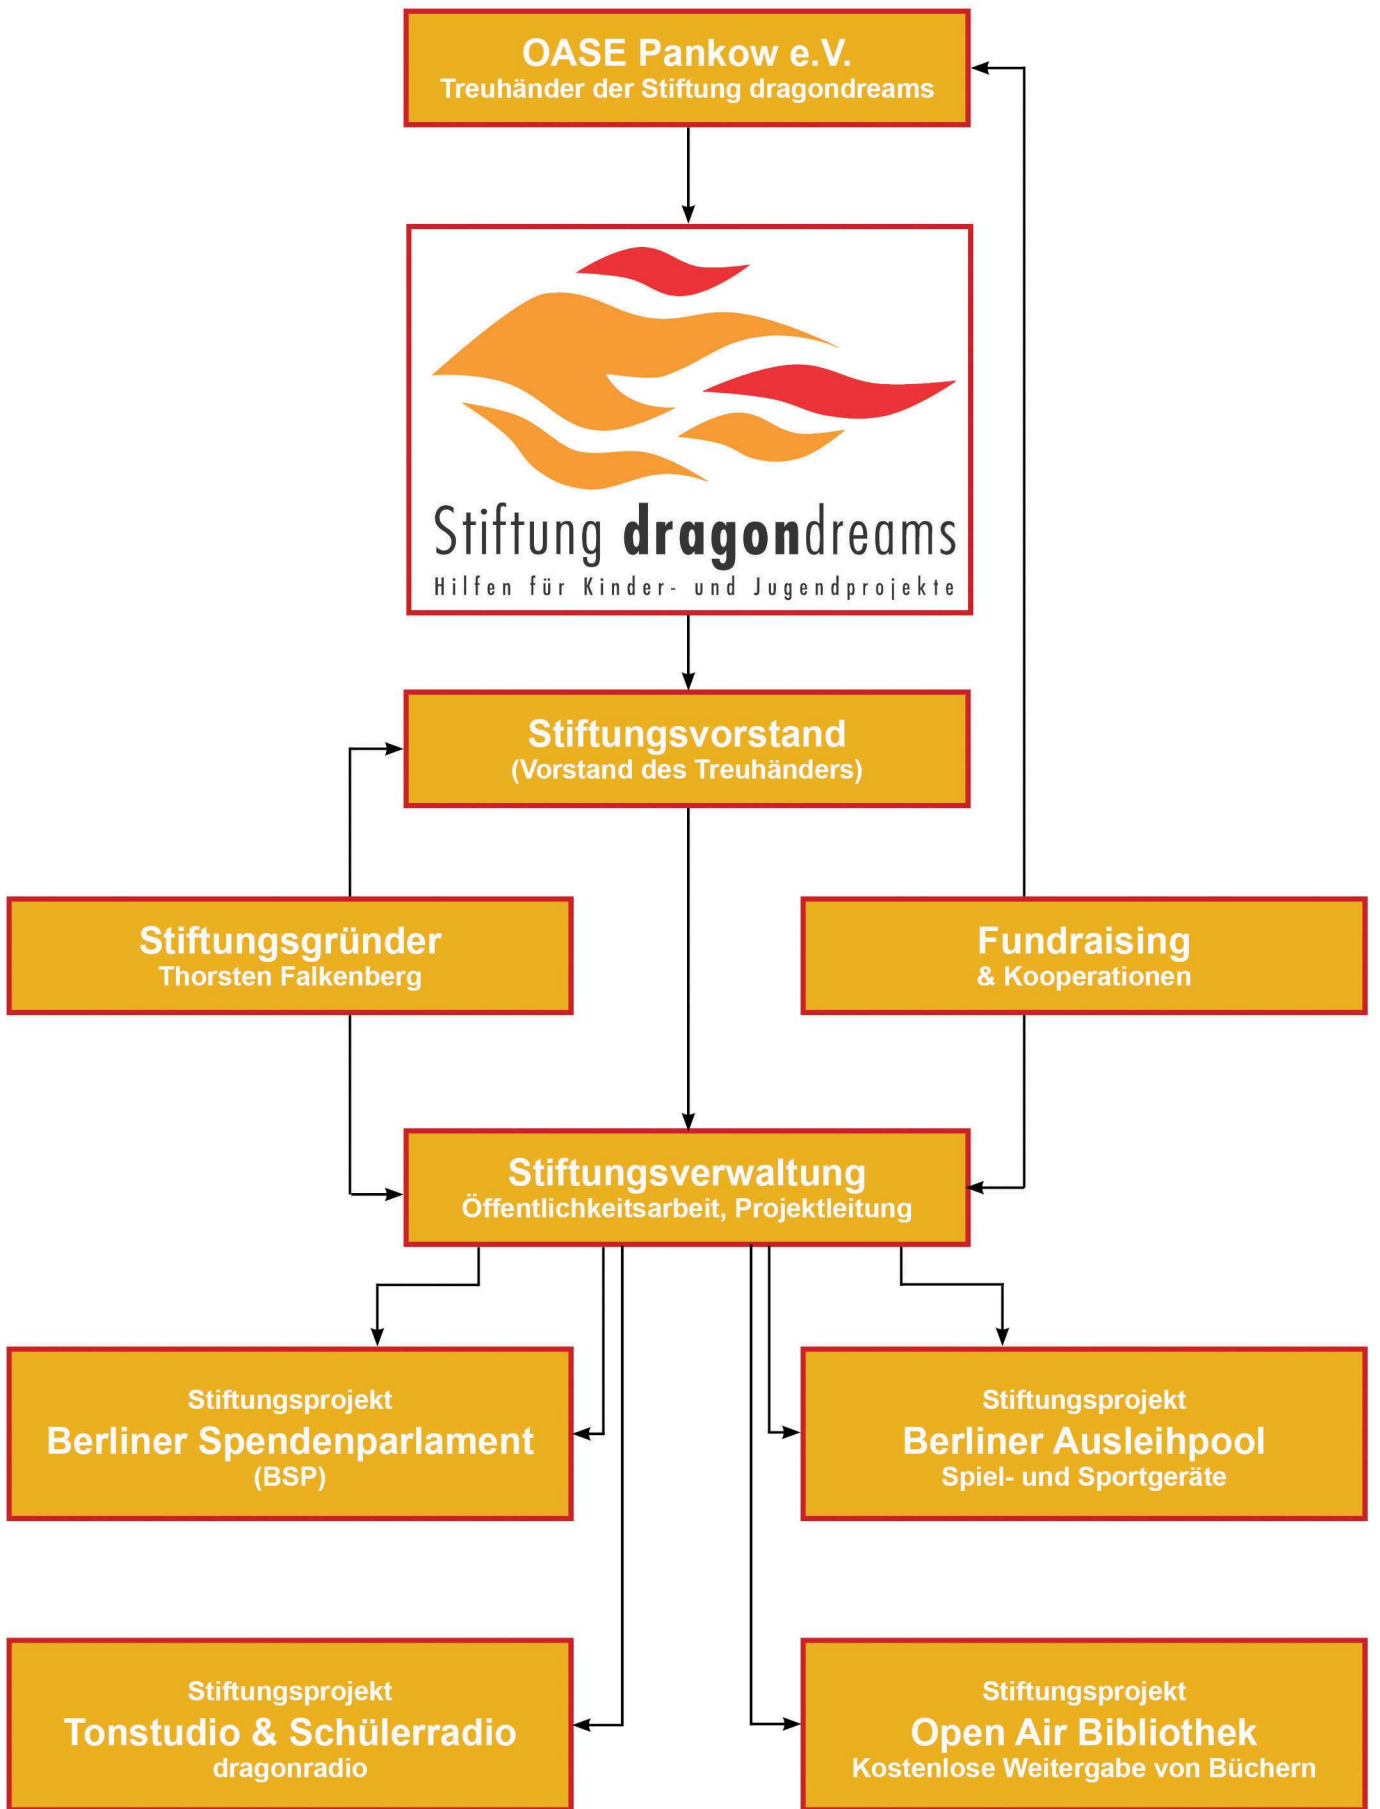 OASE Pankow e.V.
Treuhänder der Stiftung dragondreams
Stiftung dragondreams
Hilfen für Kinder- und Jugendprojekte
Stiftungsvorstand
(Vorstand des Treuhänders)
Stiftungsgründer
Thorsten Falkenberg
Fundraising
& Kooperationen
Stiftungsverwaltung
Öffentlichkeitsarbeit, Projektleitung
Stiftungsprojekt
Berliner Spendenparlament
(BSP)
Stiftungsprojekt
Berliner Ausleihpool
Spiel- und Sportgeräte
Stiftungsprojekt
Tonstudio & Schülerradio
dragonradio
Stiftungsprojekt
Open Air Bibliothek
Kostenlose Weitergabe von Büchern